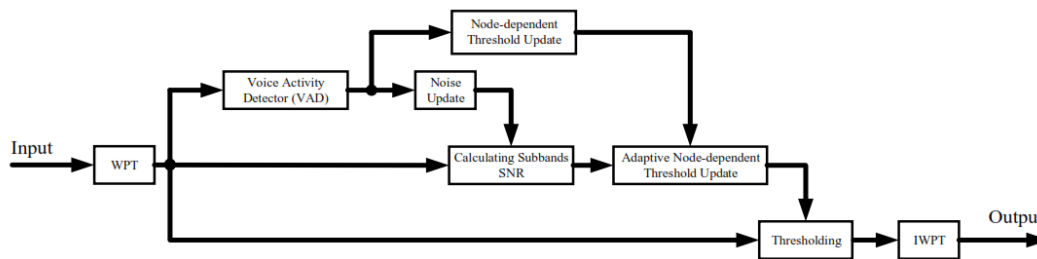 Node-dependent
Threshold Update
Voice Activity
Detector (VAD)
Noise
Update
Input
WPT
Calculating Subbands
SNR
Adaptive Node-dependent
Threshold Update
Output
Thresholding
IWPT